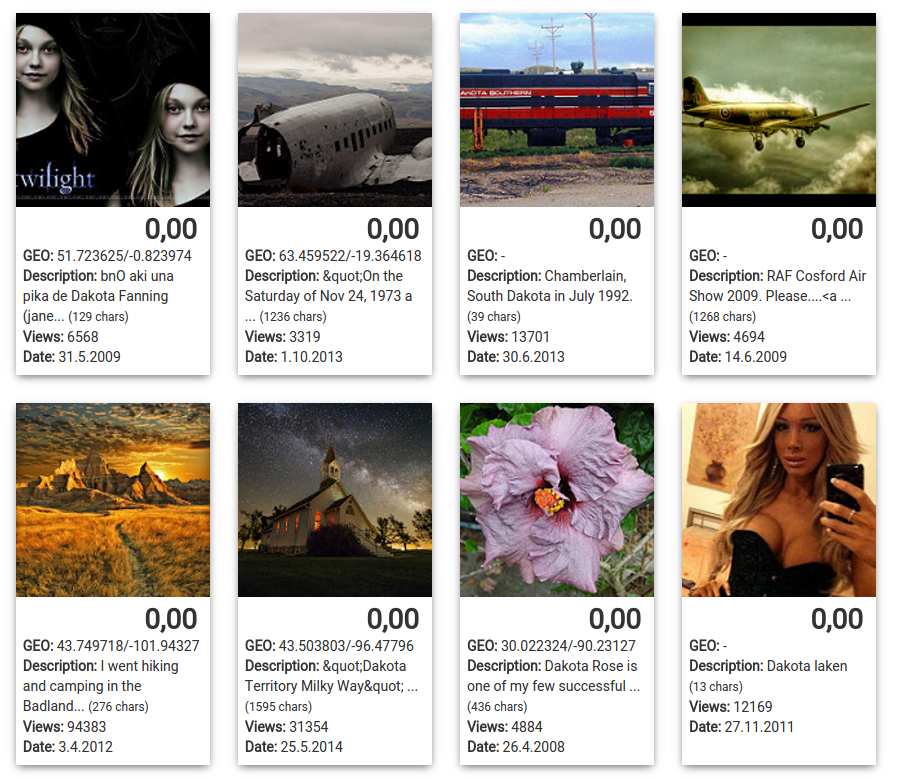 twilight
0,00
GEO: 51.723625/-0.823974
Description: bnO aki una
pika de Dakota Fanning
(jane... (129 chars)
Views: 6568
Date: 31.5.2009
0,00
GEO: 63.459522/-19.364618
Description: &quot;On the
Saturday of Nov 24, 1973 a
... (1236 chars)
Views: 3319
Date: 1.10.2013
AKOTA SOUTHERN
0,00
GEO: -
Description: Chamberlain,
South Dakota in July 1992.
(39 chars)
Views: 13701
Date: 30.6.2013
0,00
GEO: -
Description: RAF Cosford Air
Show 2009. Please....<a ...
(1268 chars)
Views: 4694
Date: 14.6.2009
0,00
GEO: 43.749718/-101.94327
Description: I went hiking
and camping in the
Badland... (276 chars)
Views: 94383
Date: 3.4.2012
0,00
GEO: 43.503803/-96.47796
Description: &quot;Dakota
Territory Milky Way&quot; ...
(1595 chars)
Views: 31354
Date: 25.5.2014
0,00
GEO: 30.022324/-90.23127
Description: Dakota Rose is
one of my few successful ...
(436 chars)
Views: 4884
Date: 26.4.2008
0,00
GEO: -
Description: Dakota Iaken
(13 chars)
Views: 12169
Date: 27.11.2011